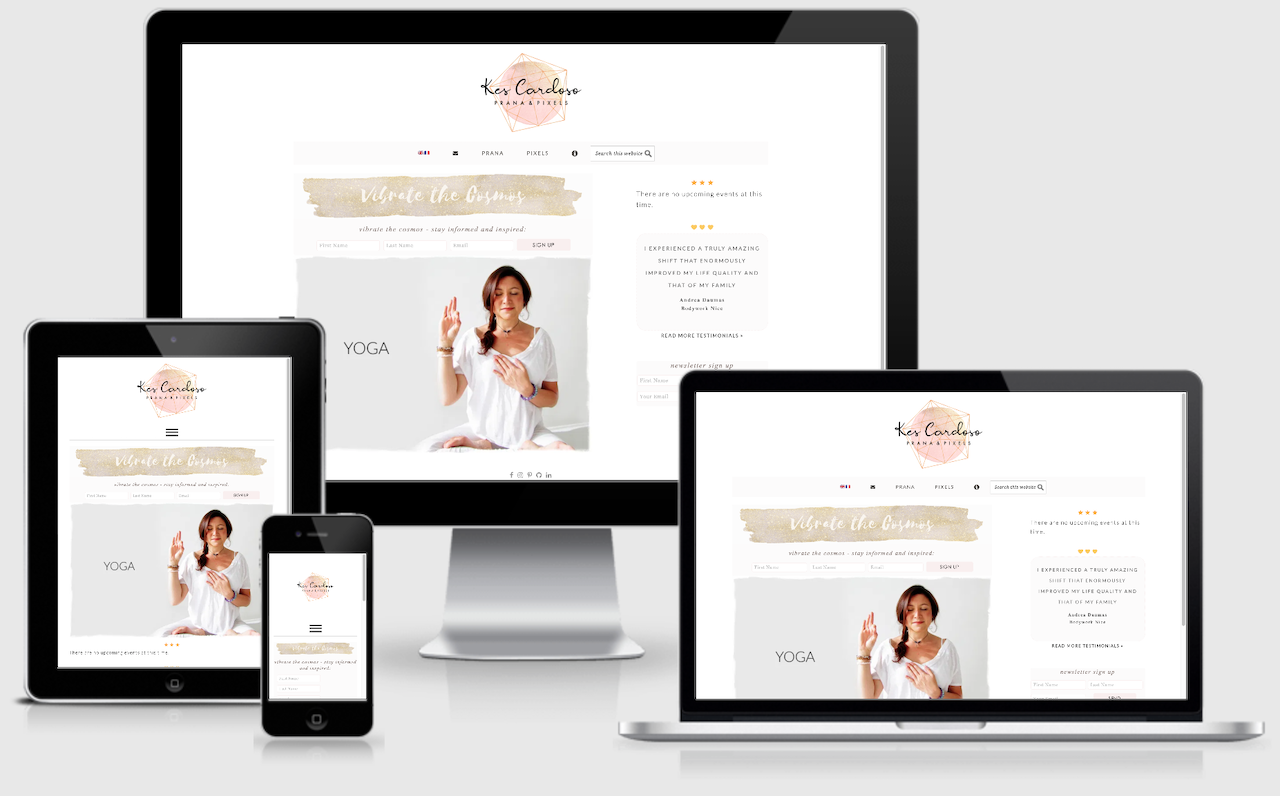 Kes Cardoso
PRANA & PIXELS
PRANA PIXELS Search this website
Vibrate the Cosmos
vibrate the cosmos - stay informed and inspired:
First Name Last Name Email SIGN UP
YOGA
There are no upcoming events at this
time.
I EXPERIENCED A TRULY AMAZING
SHIFT THAT ENORMOUSLY
IMPROVED MY LIFE QUALITY AND
THAT OF MY FAMILY
Andrea Daumas
Bodywork Nice
READ MORE TESTIMONIALS »
newsletter sign up
First Name
Your Email
Kes Cardoso
PRANA & PIXELS
Vibrate the Cosmos
vibrate the cosmos - stay informed and inspired:
First Name Last Name Email SIGN UP
YOGA
There are no upcoming events at this time
Kes Cardoso
PRANA & PIXELS
Vibrate the Cosmos
vibrate the cosmos - stay informed
and inspired:
First Name
Last Name
Kes Cardoso
PRANA & PIXELS
PRANA PIXELS Search this website
Vibrate the Cosmos
vibrate the cosmos - stay informed and inspired:
First Name Last Name Email SIGN UP
YOGA
There are no upcoming events at this
time.
I EXPERIENCED A TRULY AMAZING
SHIFT THAT ENORMOUSLY
IMPROVED MY LIFE QUALITY AND
THAT OF MY FAMILY
Andrea Daumas
Bodywork Nice
READ MORE TESTIMONIALS »
newsletter sign up
First Name Last Name